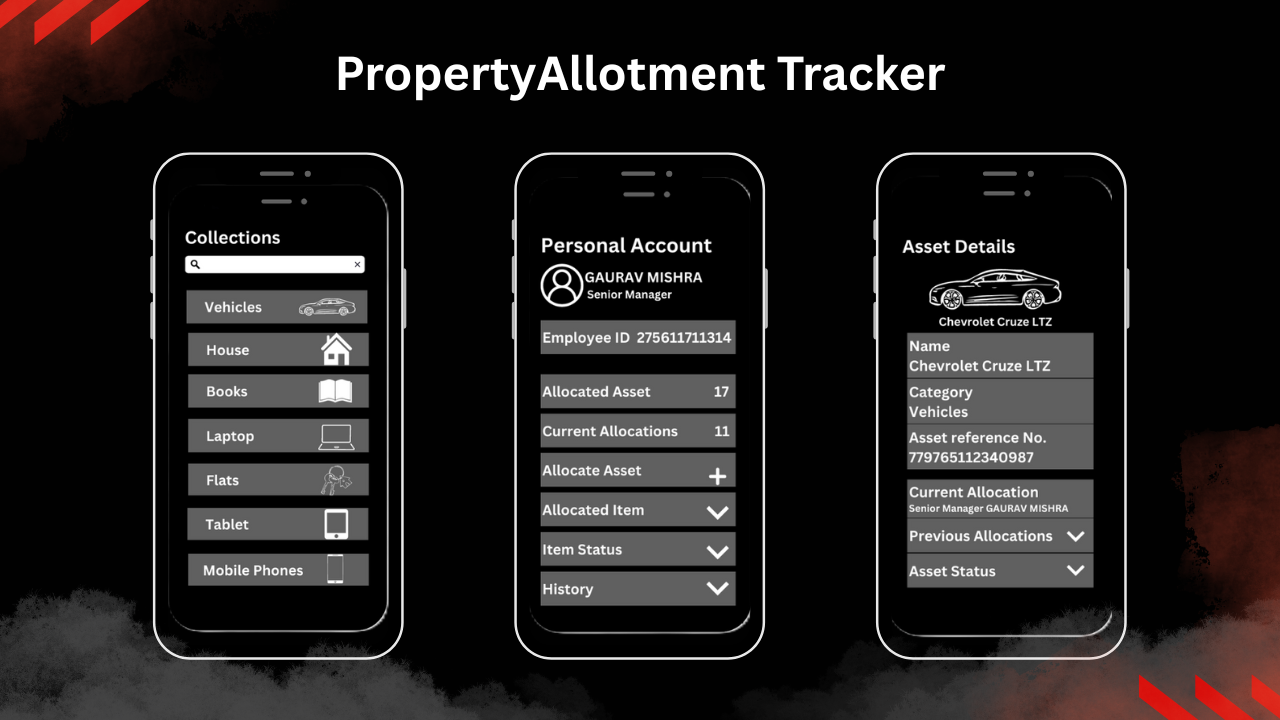 PropertyAllotment Tracker
Collections
×
Vehicles
House
Books
Laptop
Flats
Tablet
Mobile Phones
Personal Account
GAURAV MISHRA
Senior Manager
Employee ID 275611711314
Allocated Asset 17
Current Allocations 11
Allocate Asset +
Allocated Item
Item Status
History
Asset Details
Chevrolet Cruze LTZ
Name
Chevrolet Cruze LTZ
Category
Vehicles
Asset reference No.
779765112340987
Current Allocation
Senior Manager GAURAV MISHRA
Previous Allocations
Asset Status